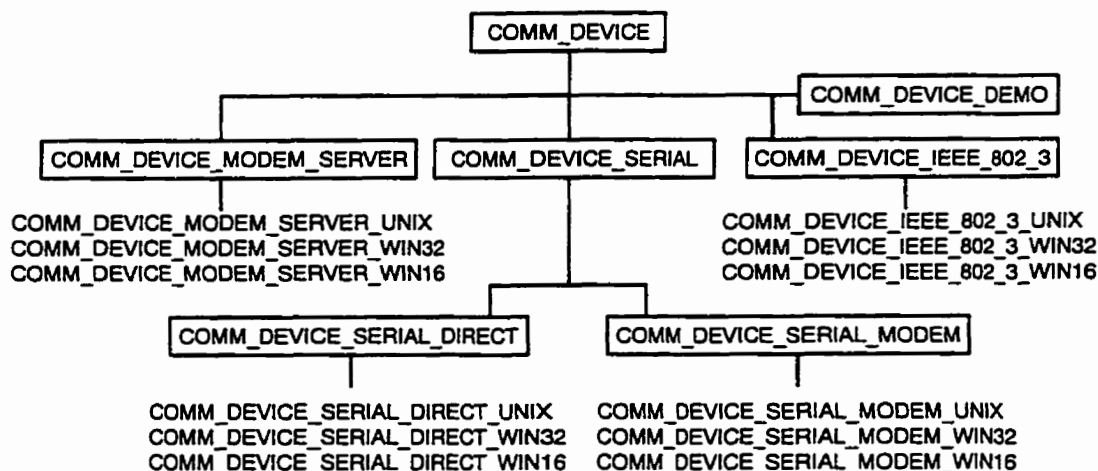 COMM_DEVICE
COMM_DEVICE_DEMO
COMM_DEVICE_MODEM_SERVER
COMM_DEVICE_SERIAL
COMM_DEVICE_IEEE_802_3
COMM_DEVICE_MODEM_SERVER_UNIX
COMM_DEVICE_MODEM_SERVER_WIN32
COMM_DEVICE_MODEM_SERVER_WIN16
COMM_DEVICE_IEEE_802_3_UNIX
COMM_DEVICE_IEEE_802_3_WIN32
COMM_DEVICE_IEEE_802_3_WIN16
COMM_DEVICE_SERIAL_DIRECT
COMM_DEVICE_SERIAL_MODEM
COMM_DEVICE_SERIAL_DIRECT_UNIX
COMM_DEVICE_SERIAL_DIRECT_WIN32
COMM_DEVICE_SERIAL_DIRECT_WIN16
COMM_DEVICE_SERIAL_MODEM_UNIX
COMM_DEVICE_SERIAL_MODEM_WIN32
COMM_DEVICE_SERIAL_MODEM_WIN16